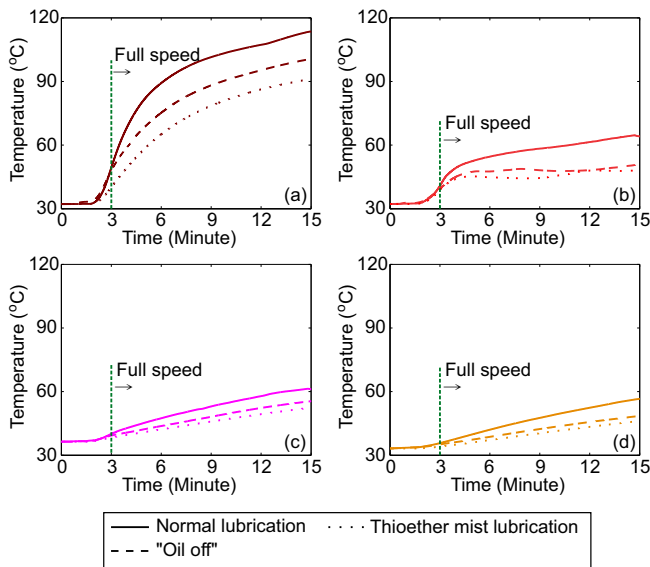 120
90
60
30
Temperature (°C)
Full speed
(a)
0 3 6 9 12 15
Time (Minute)
120
90
60
30
Temperature (°C)
Full speed
(b)
0 3 6 9 12 15
Time (Minute)
120
90
60
30
Temperature (°C)
Full speed
(c)
0 3 6 9 12 15
Time (Minute)
120
90
60
30
Temperature (°C)
Full speed
(d)
0 3 6 9 12 15
Time (Minute)
Normal lubrication
Thioether mist lubrication
"Oil off"